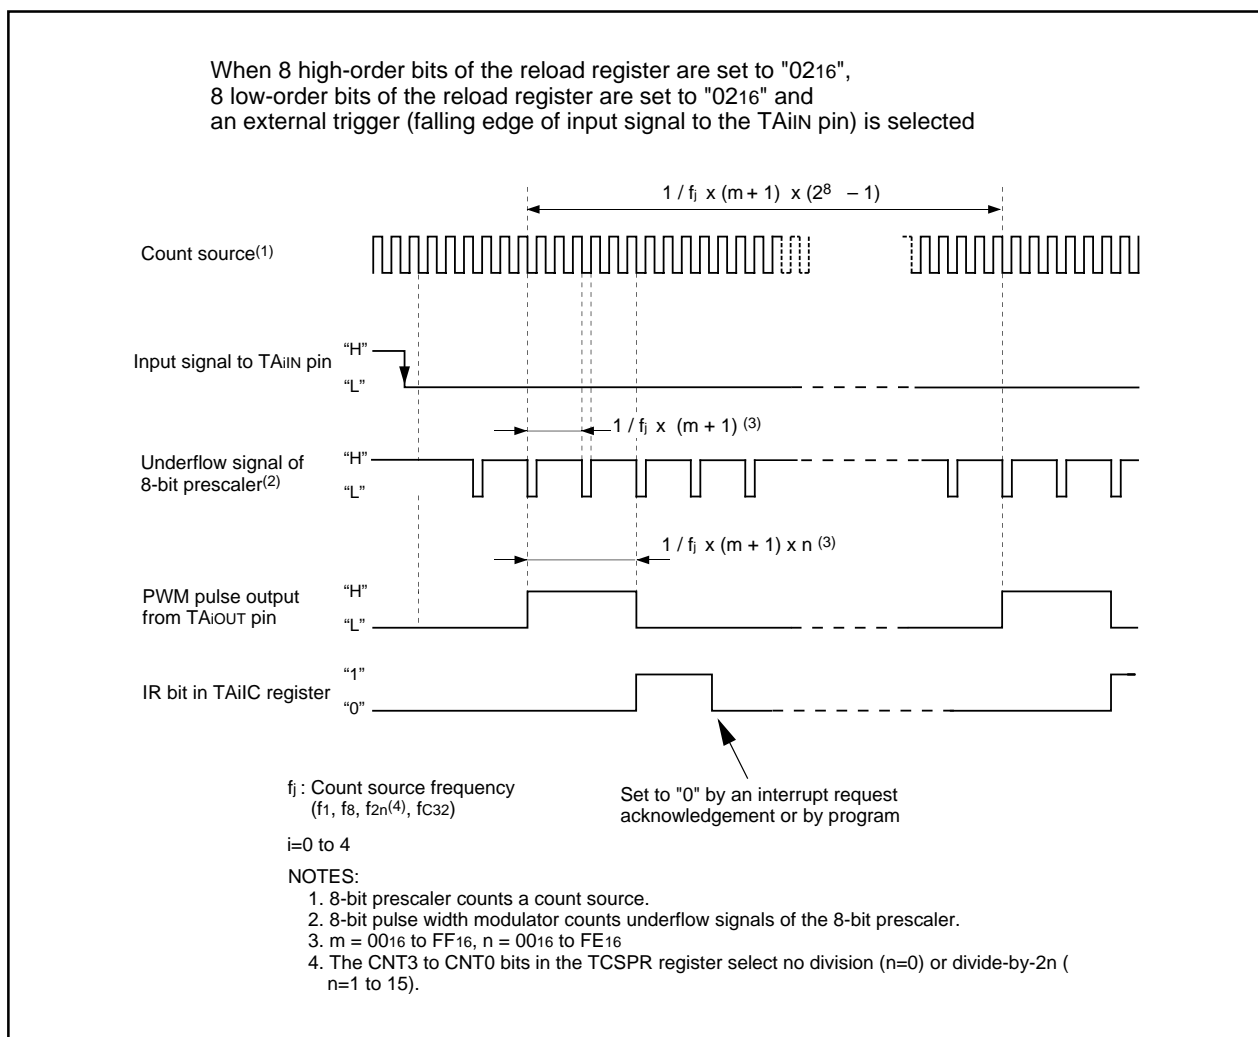 When 8 high-order bits of the reload register are set to "0216",
8 low-order bits of the reload register are set to "0216" and
an external trigger (falling edge of input signal to the TAiIN pin) is selected
1 / fj x (m + 1) x (2⁸ – 1)
Count source(1)
Input signal to TAiIN pin
“H”
“L”
1 / fj x (m + 1) (3)
Underflow signal of
8-bit prescaler(2)
“H”
“L”
1 / fj x (m + 1) x n (3)
PWM pulse output
from TAiOUT pin
“H”
“L”
IR bit in TAiIC register
“1”
“0”
fj : Count source frequency
(f1, f8, f2n(4), fC32)
Set to "0" by an interrupt request
acknowledgement or by program
i=0 to 4
NOTES:
1. 8-bit prescaler counts a count source.
2. 8-bit pulse width modulator counts underflow signals of the 8-bit prescaler.
3. m = 0016 to FF16, n = 0016 to FE16
4. The CNT3 to CNT0 bits in the TCSPR register select no division (n=0) or divide-by-2n (
n=1 to 15).